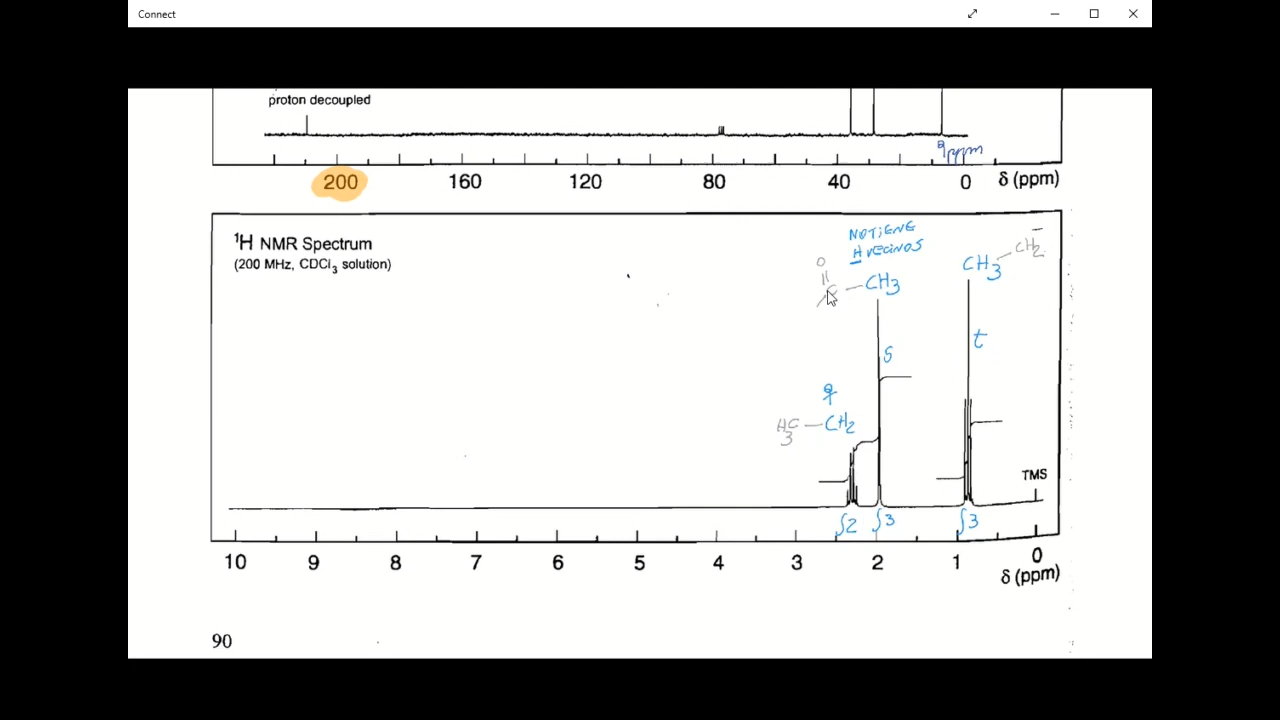 Connect
proton decoupled
9ppm
200 160 120 80 40 0 δ (ppm)
¹H NMR Spectrum
(200 MHz, CDCl₃ solution)
NO TIENE
H VECINOS
O
C — CH3
CH3 — CH2
s
t
q
H3C — CH2
TMS
∫2 ∫3 ∫3
10 9 8 7 6 5 4 3 2 1 0
δ (ppm)
90